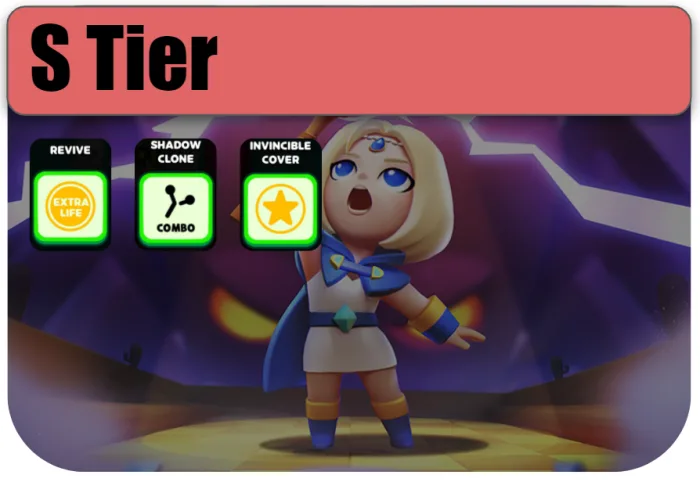 S Tier
REVIVE
EXTRA
LIFE
SHADOW
CLONE
COMBO
INVINCIBLE
COVER